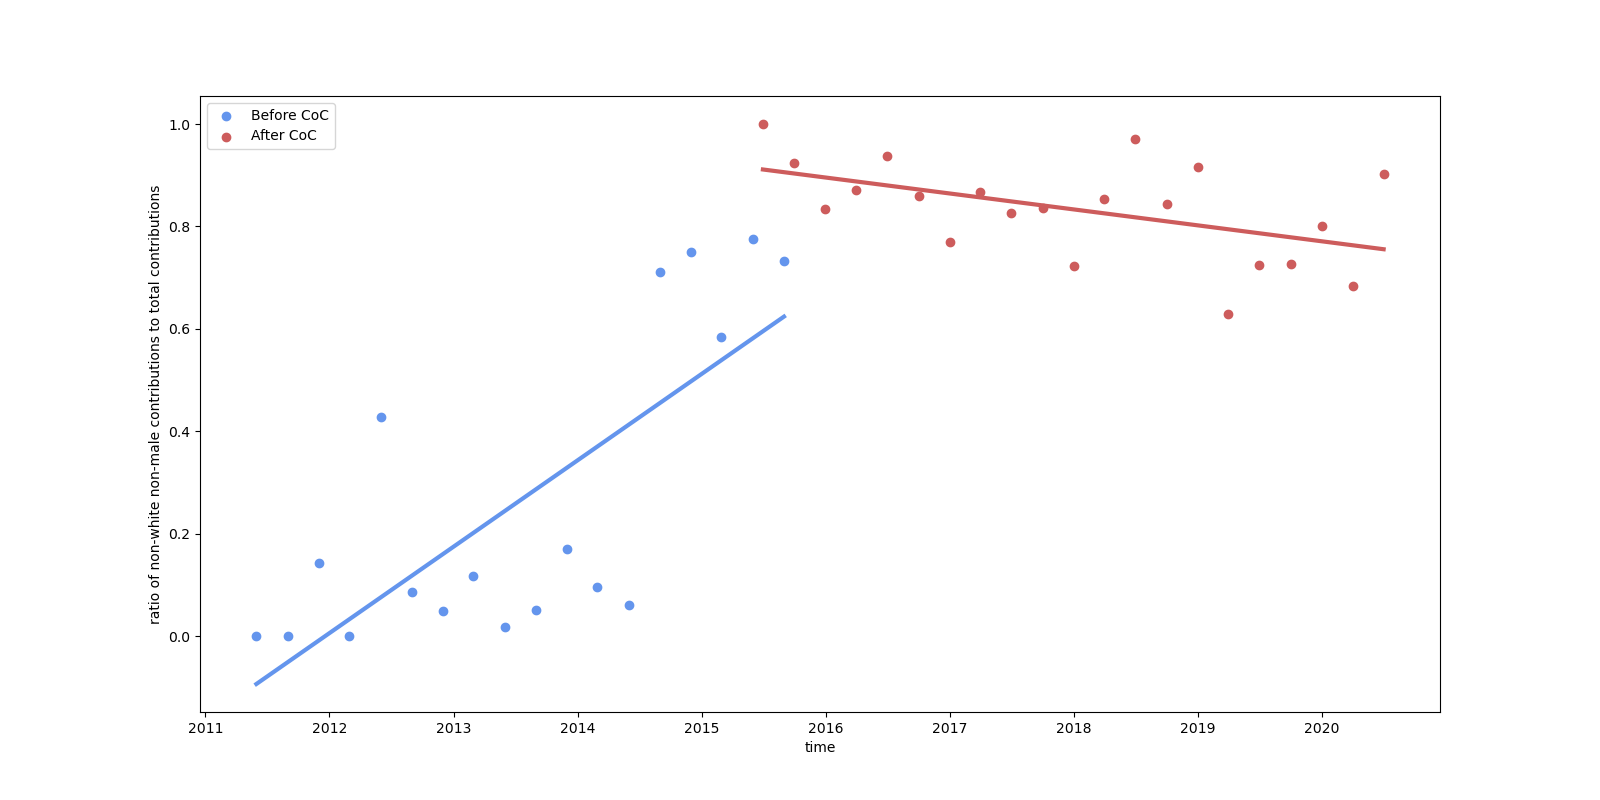 Before CoC
After CoC
1.0
0.8
0.6
0.4
0.2
0.0
ratio of non-white non-male contributions to total contributions
2011 2012 2013 2014 2015 2016 2017 2018 2019 2020
time